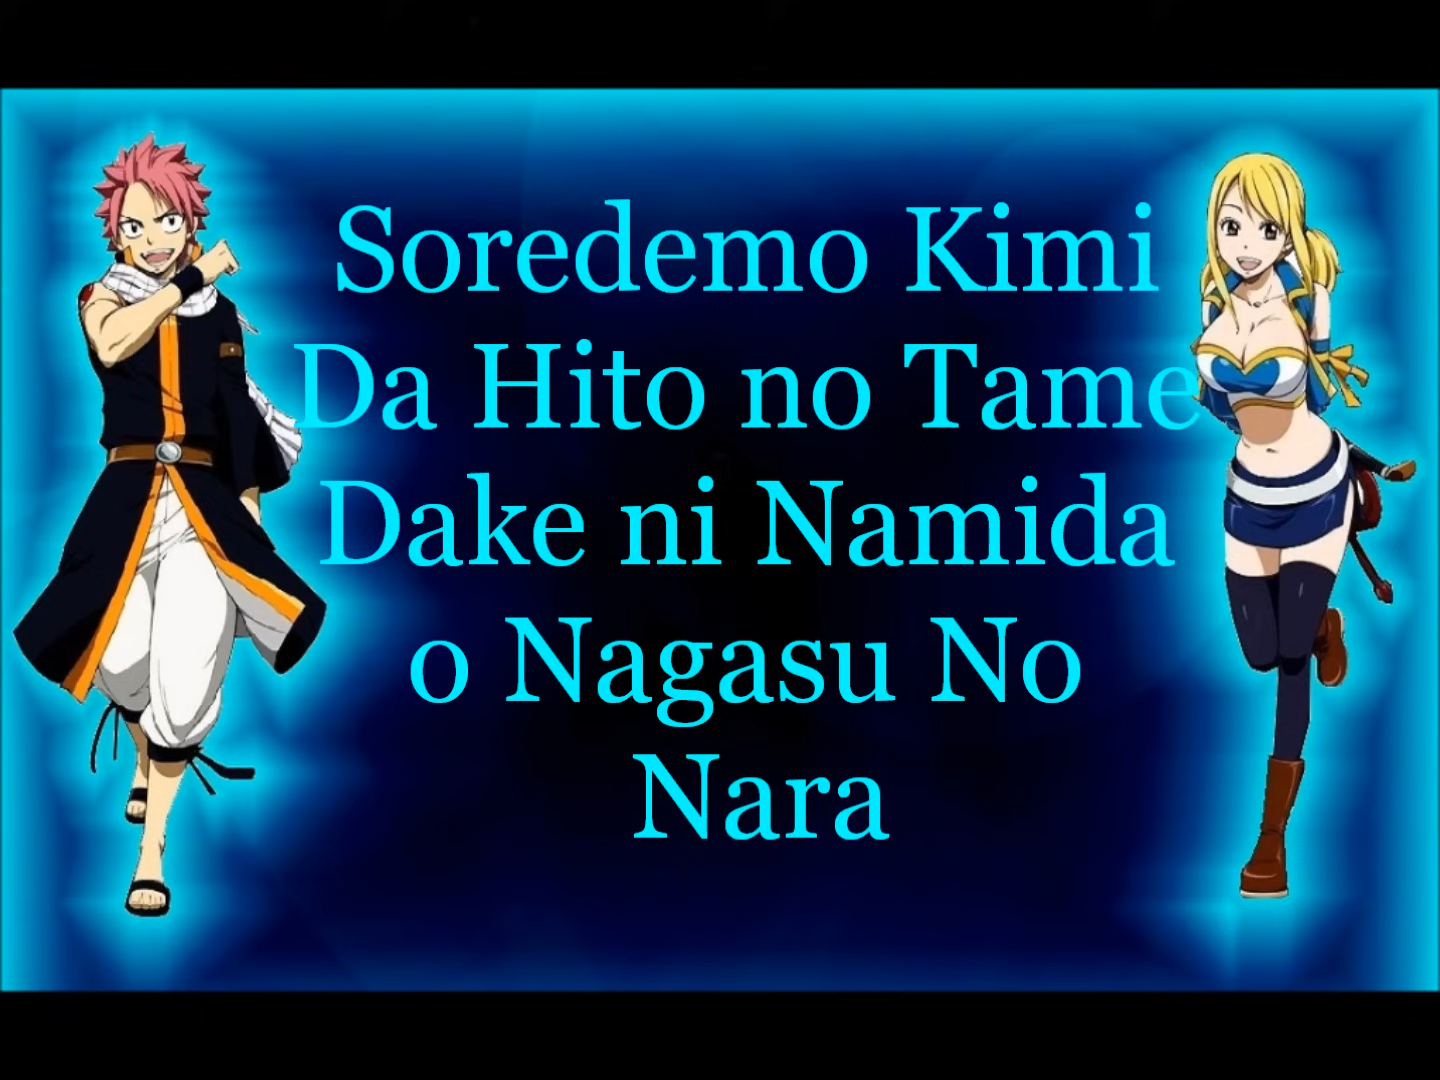 Soredemo Kimi
Da Hito no Tame
Dake ni Namida
o Nagasu No
Nara